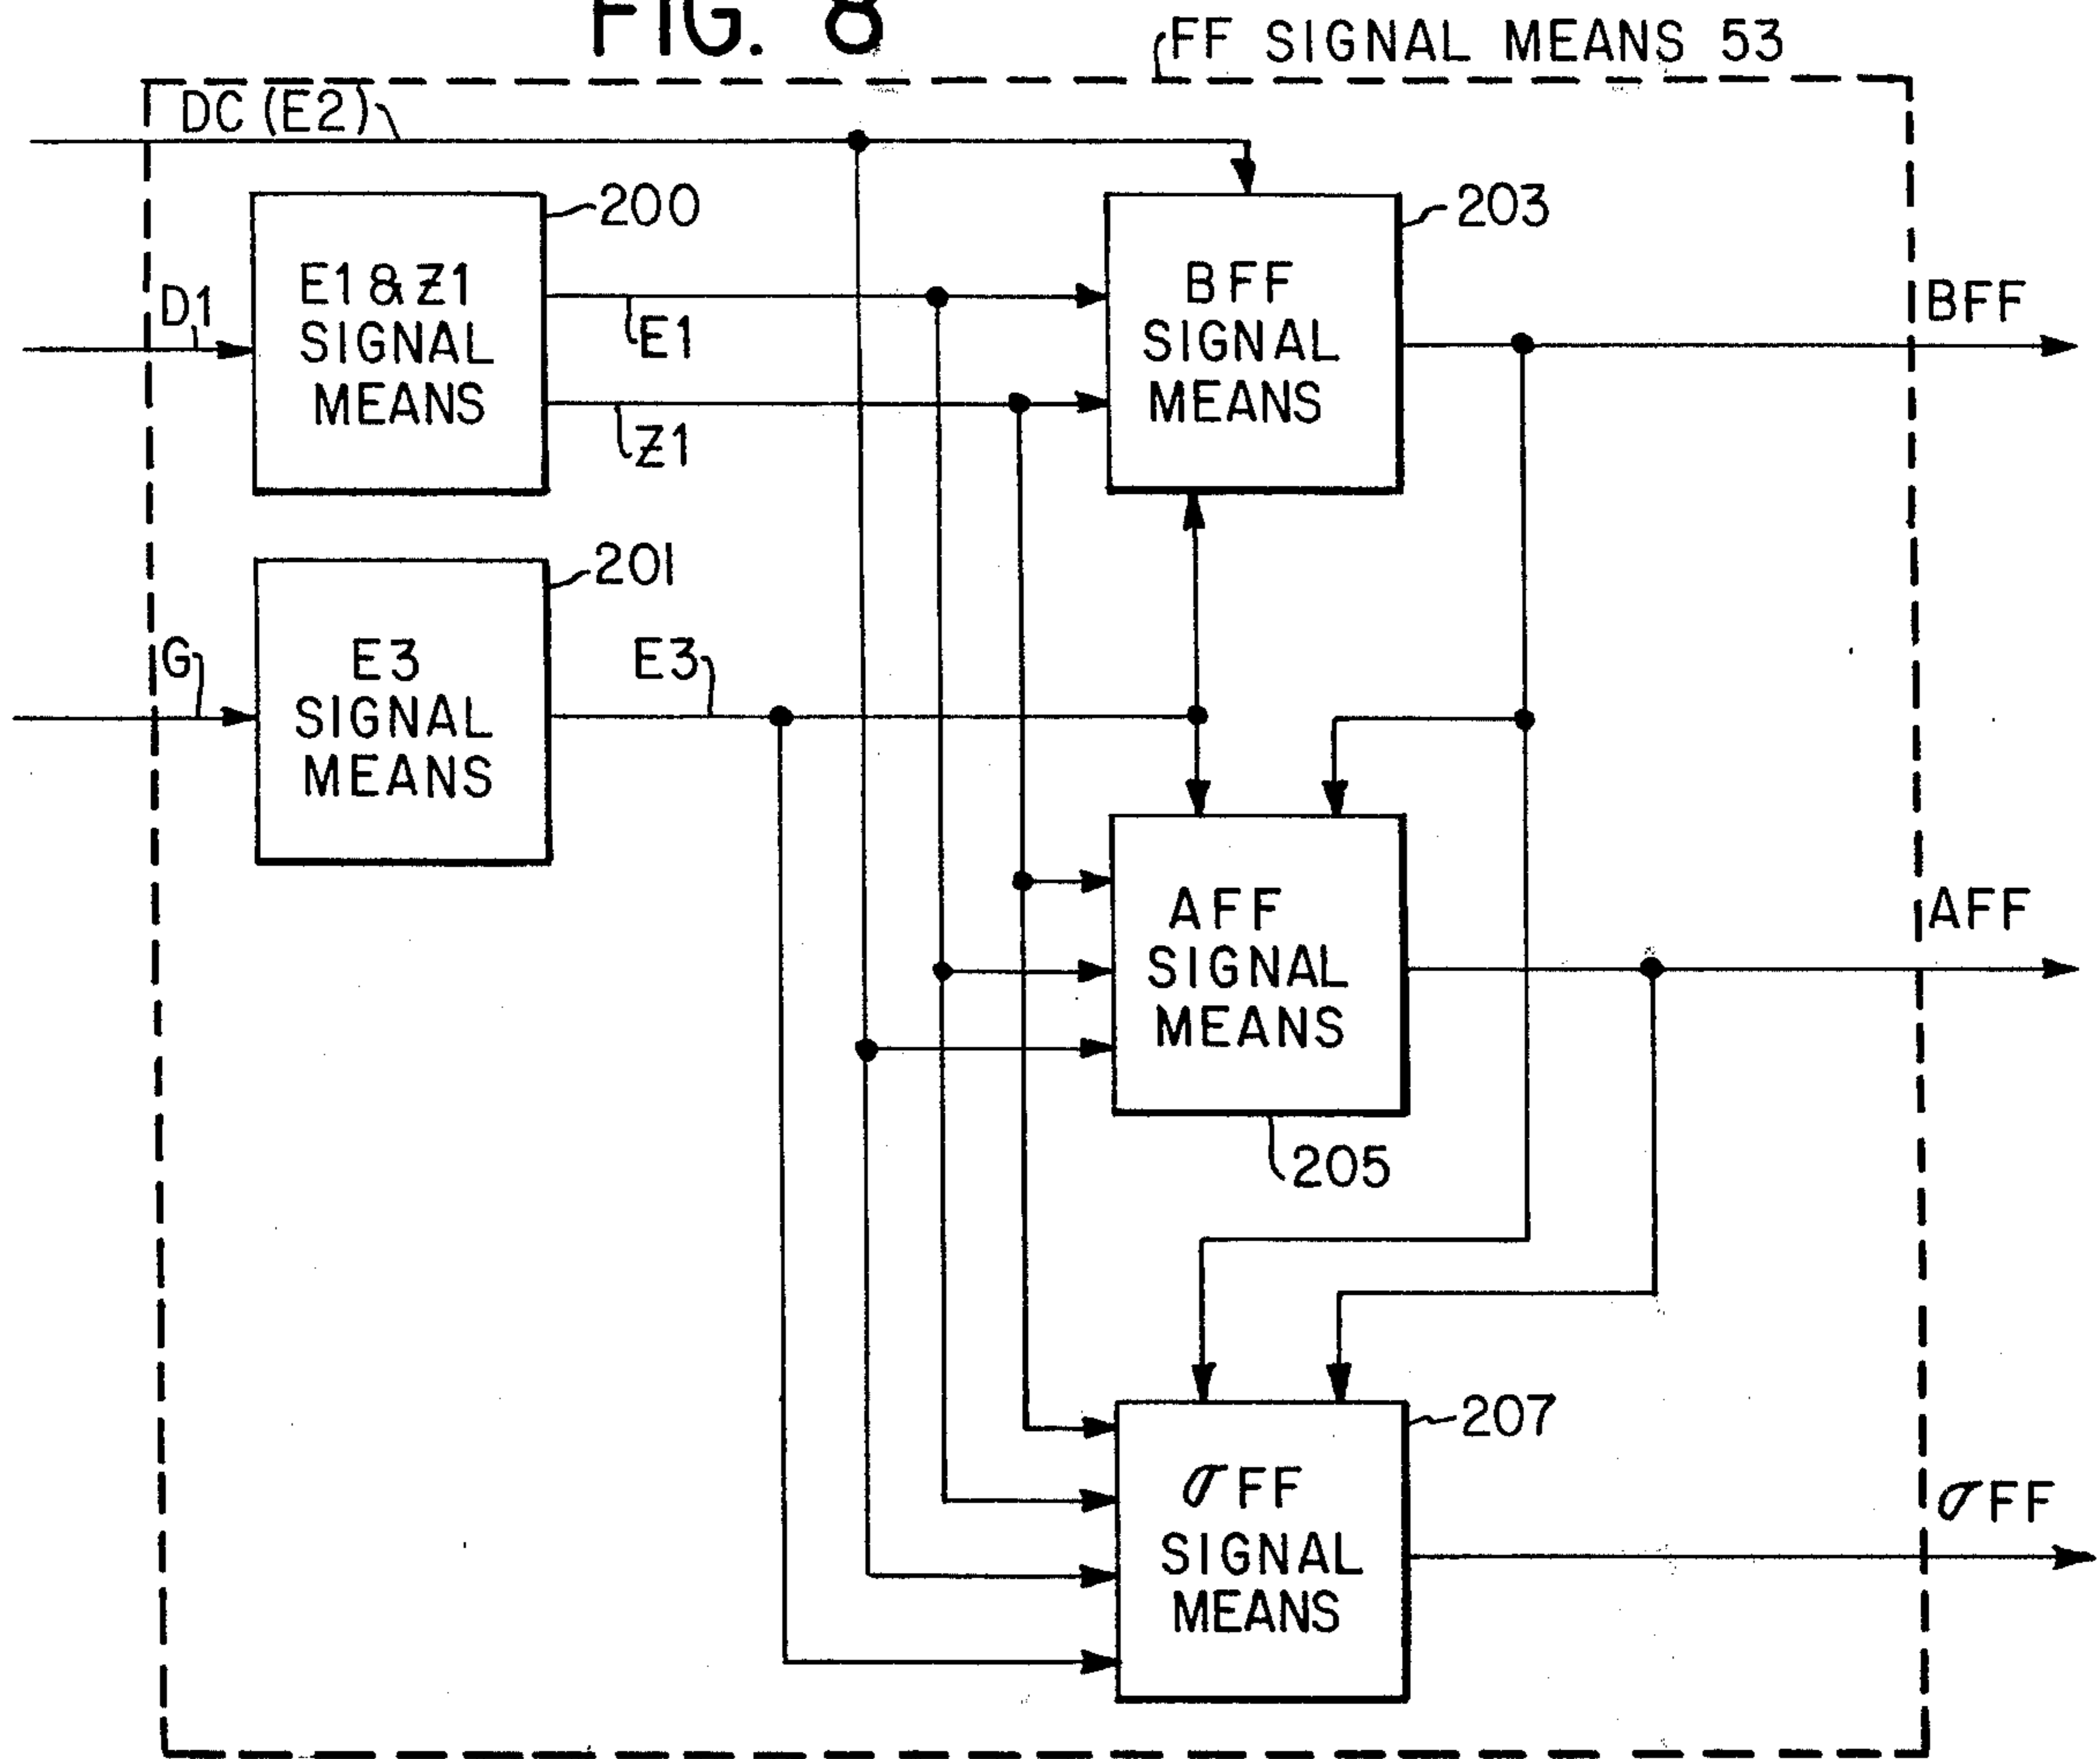 FIG. 8
FF SIGNAL MEANS 53
DC (E2)
200
203
E1 & Z1
SIGNAL
MEANS
D1
E1
Z1
BFF
SIGNAL
MEANS
BFF
201
G
E3
SIGNAL
MEANS
E3
AFF
SIGNAL
MEANS
AFF
205
207
σFF
SIGNAL
MEANS
σFF